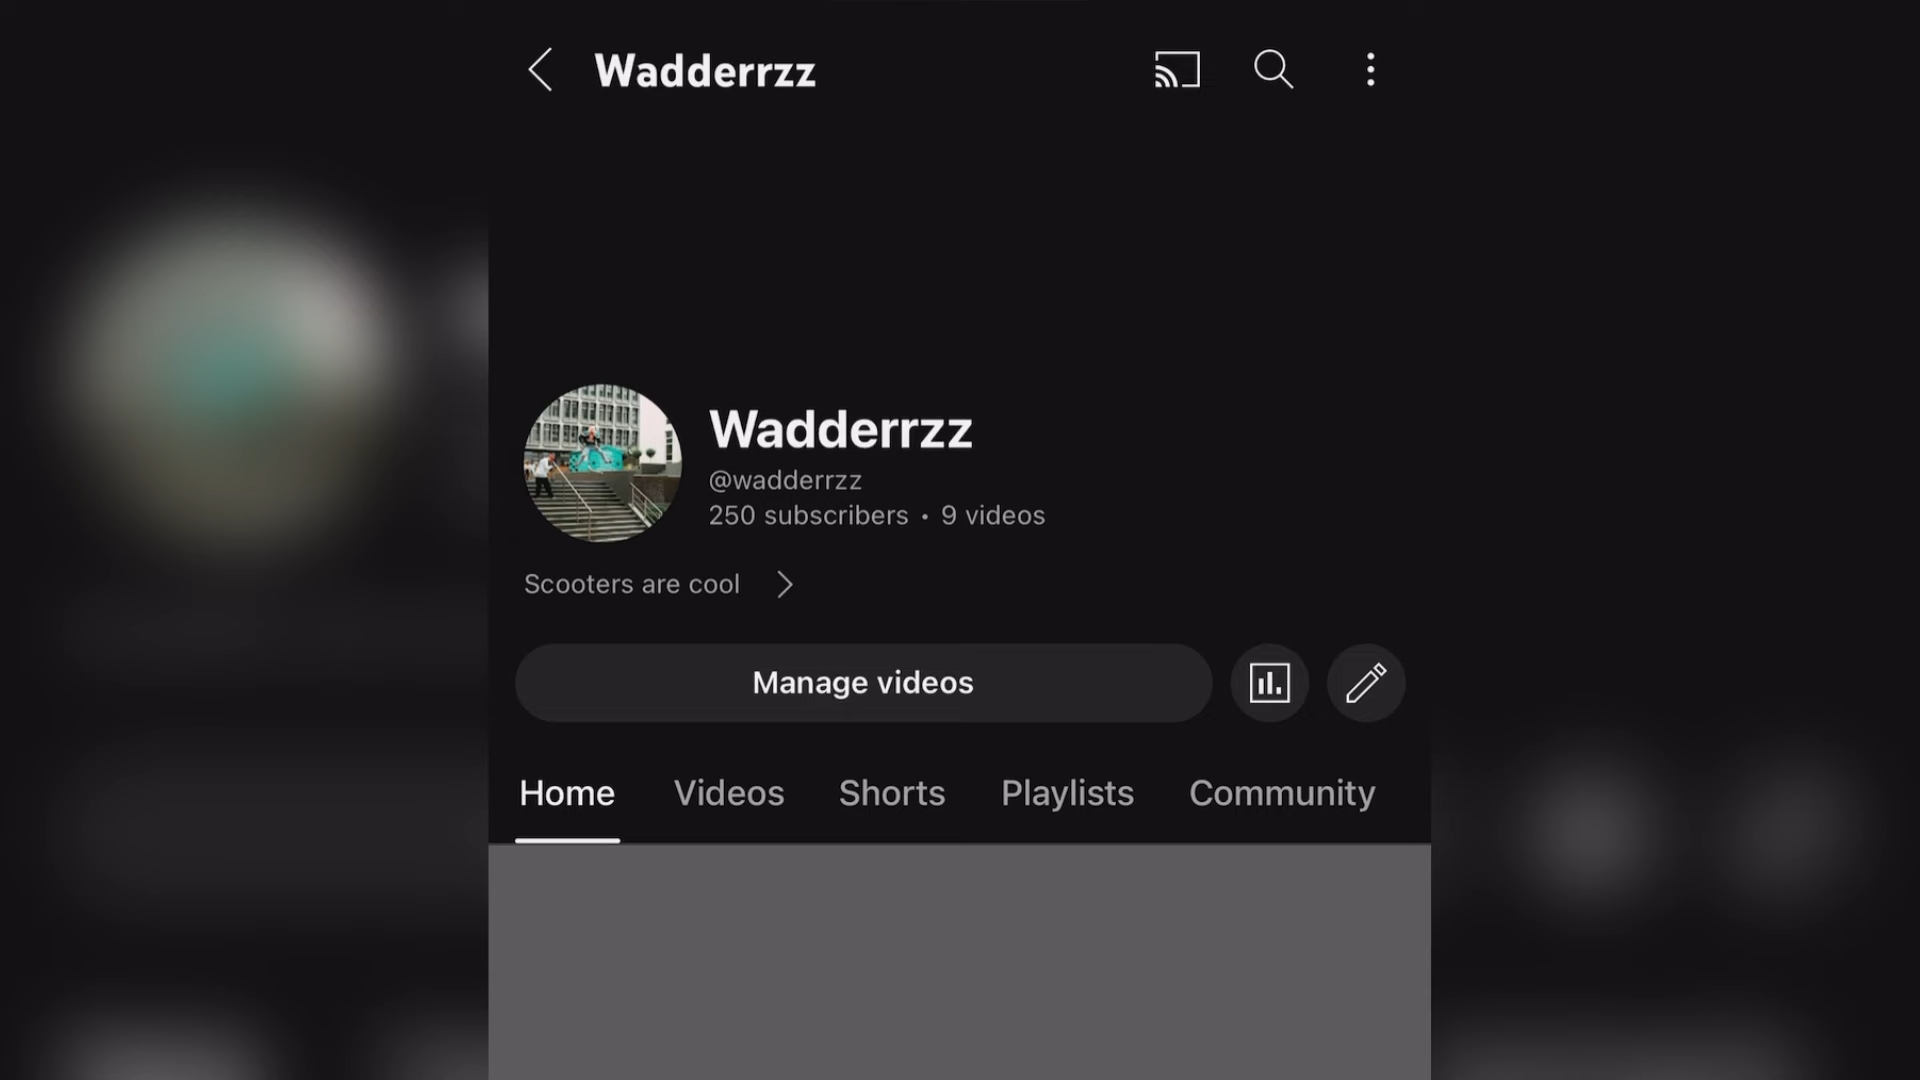 Wadderrzz
Wadderrzz
@wadderrzz
250 subscribers • 9 videos
Scooters are cool
Manage videos
Home Videos Shorts Playlists Community